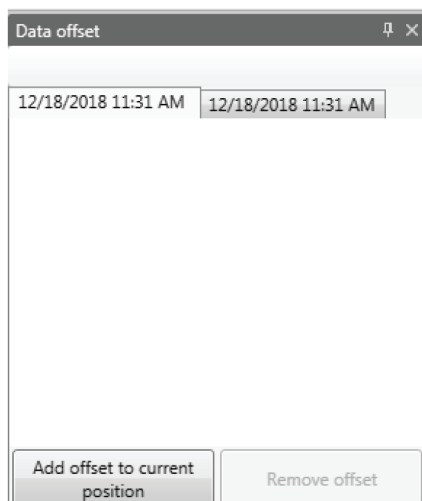 Data offset
12/18/2018 11:31 AM 12/18/2018 11:31 AM
Add offset to current
position
Remove offset